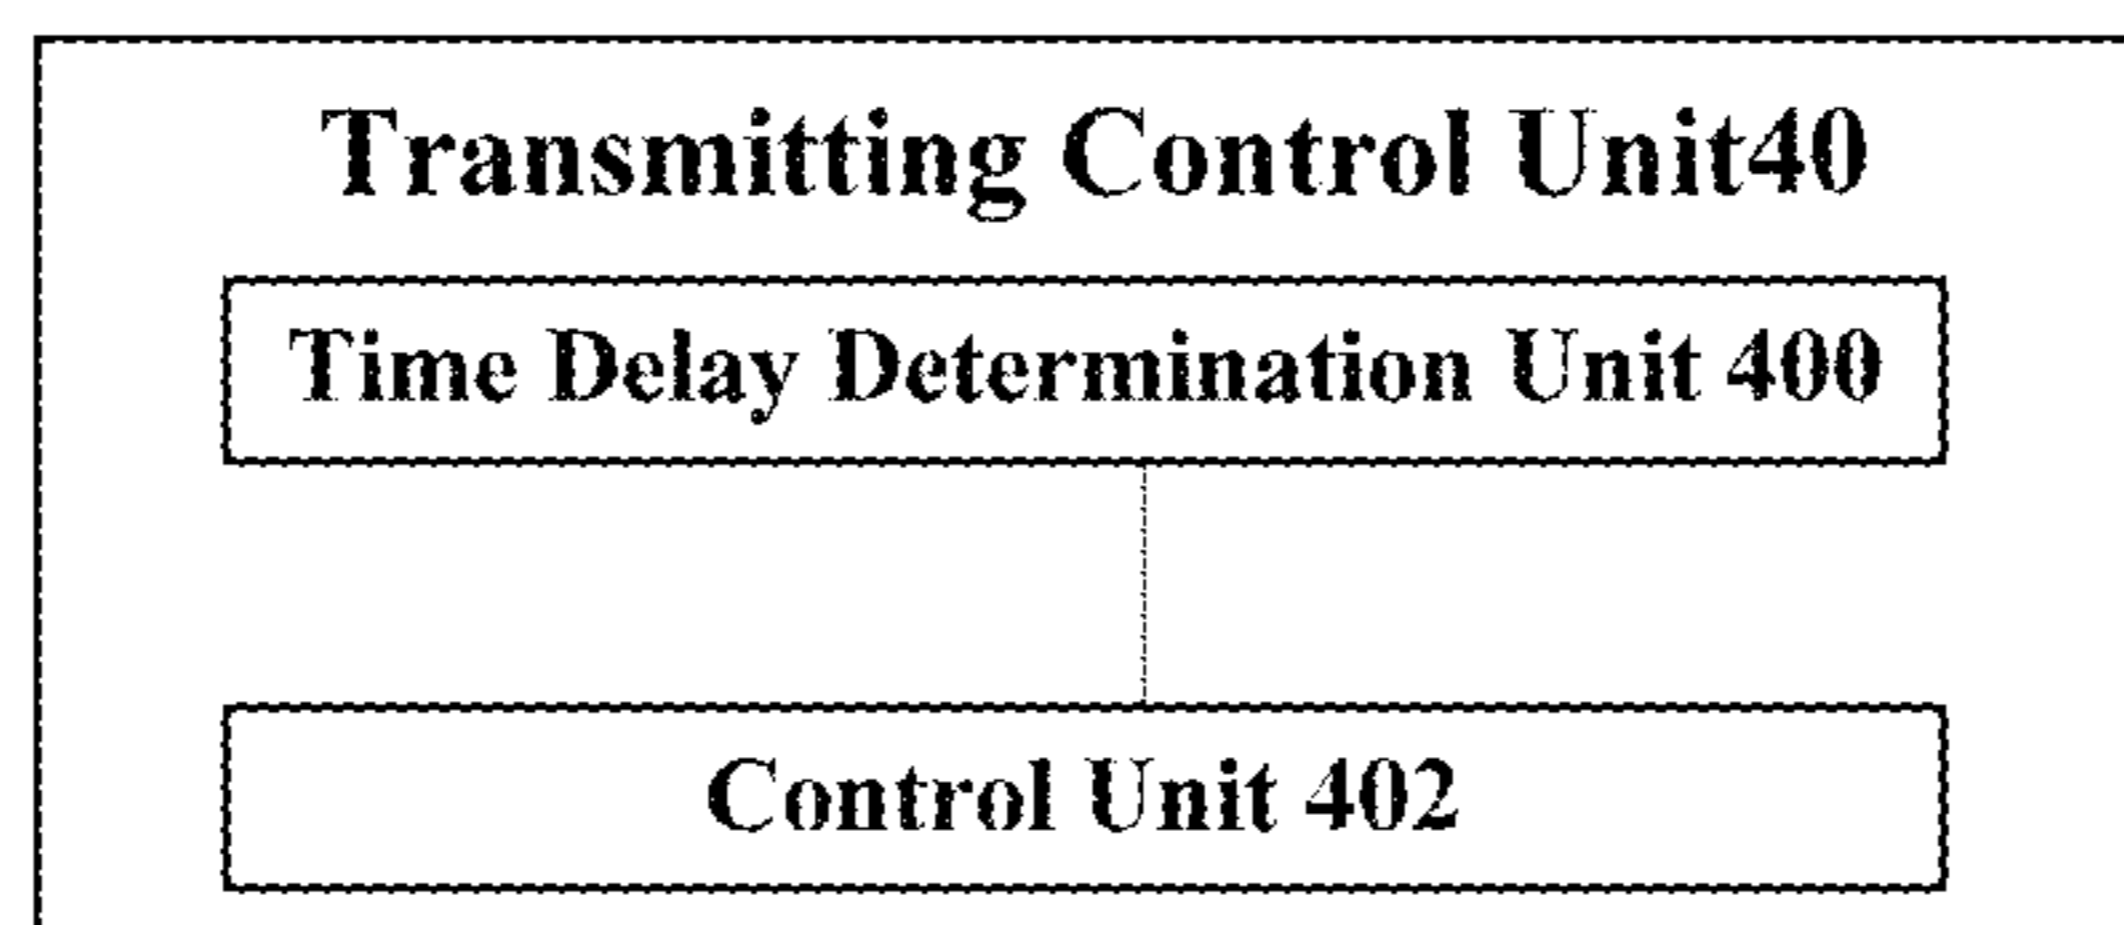 Transmitting Control Unit40
Time Delay Determination Unit 400
Control Unit 402